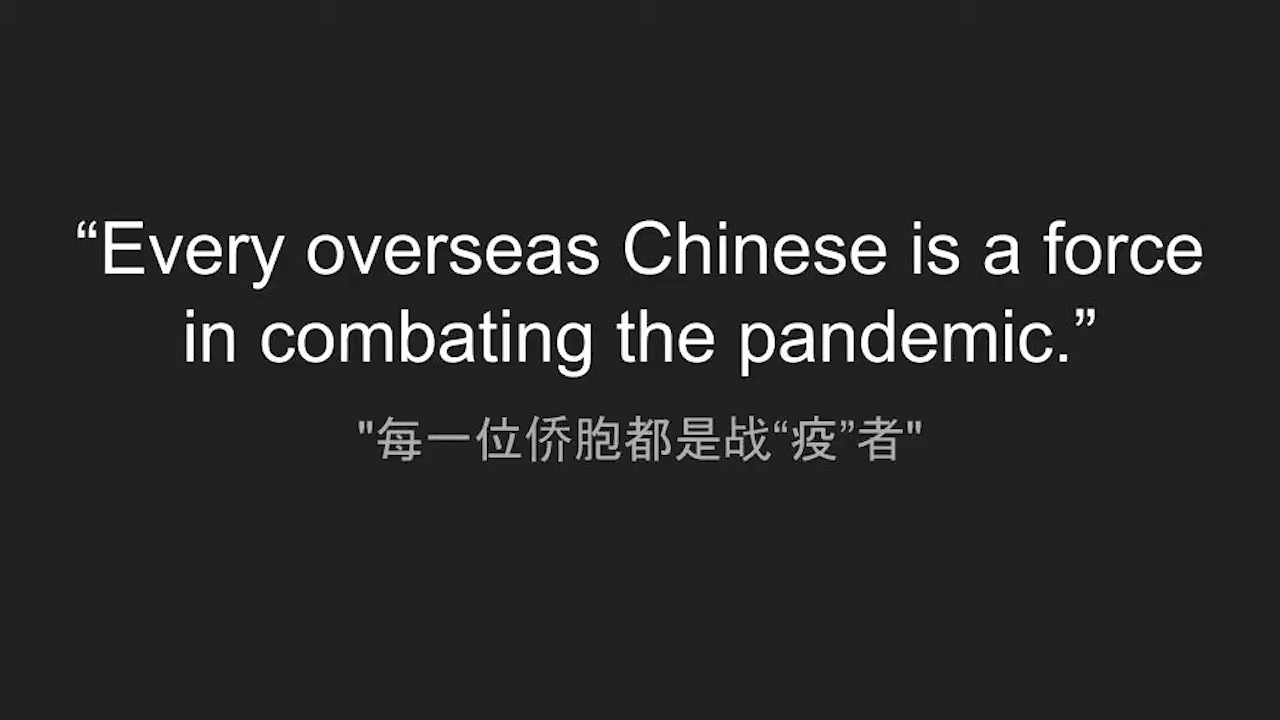 “Every overseas Chinese is a force
in combating the pandemic.”
"每一位侨胞都是战“疫”者"